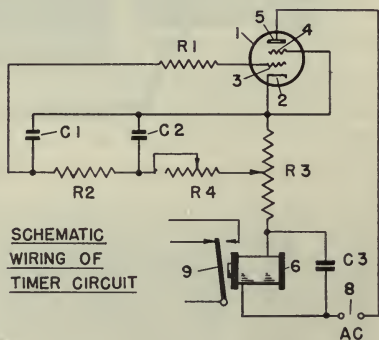 5
4
1
R1
3
2
C1
C2
R3
R2
R4
SCHEMATIC
WIRING OF
TIMER CIRCUIT
9
6
C3
8
AC